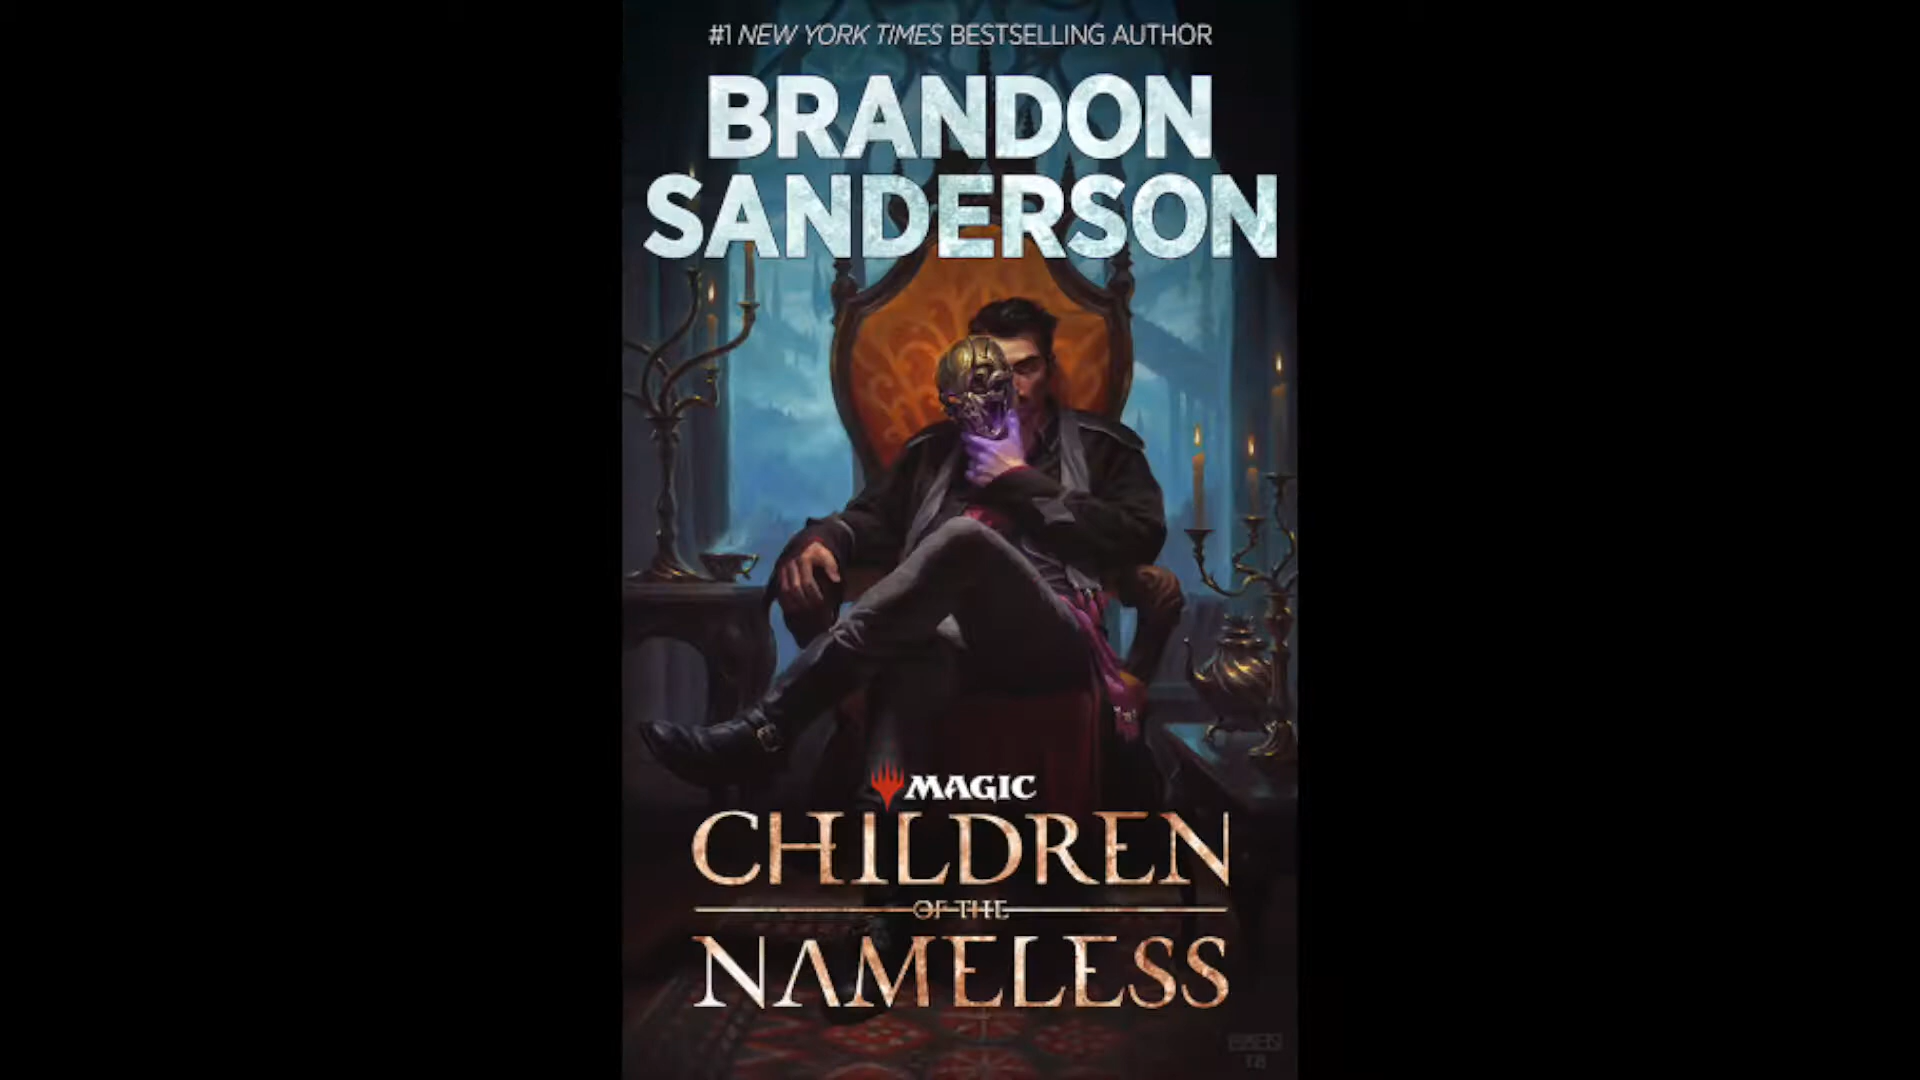 #1 NEW YORK TIMES BESTSELLING AUTHOR
BRANDON
SANDERSON
MAGIC
CHILDREN
OF THE
NAMELESS